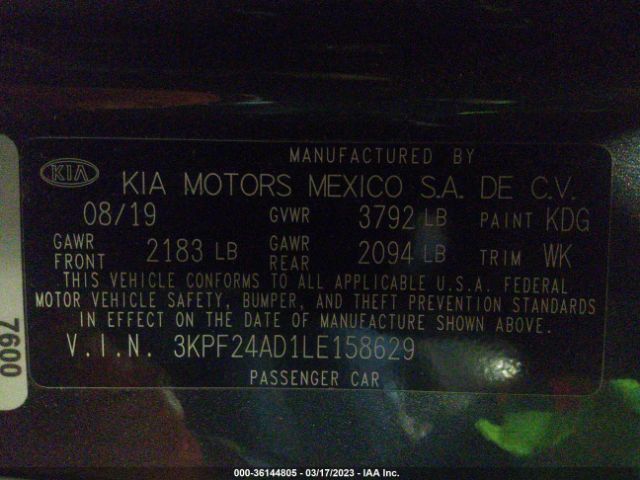 MANUFACTURED BY
KIA KIA MOTORS MEXICO S.A. DE C.V.
08/19 GVWR 3792 LB PAINT KDG
GAWR FRONT 2183 LB GAWR REAR 2094 LB TRIM WK
THIS VEHICLE CONFORMS TO ALL APPLICABLE U.S.A. FEDERAL
MOTOR VEHICLE SAFETY, BUMPER, AND THEFT PREVENTION STANDARDS
IN EFFECT ON THE DATE OF MANUFACTURE SHOWN ABOVE.
V.I.N. 3KPF24AD1LE158629
PASSENGER CAR
7600
000-36144805 - 03/17/2023 - IAA Inc.